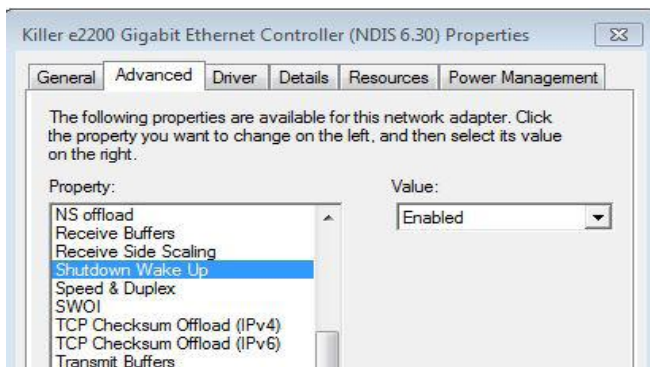 Killer e2200 Gigabit Ethernet Controller (NDIS 6.30) Properties
General Advanced Driver Details Resources Power Management
The following properties are available for this network adapter. Click
the property you want to change on the left, and then select its value
on the right.
Property: Value:
NS offload Enabled
Receive Buffers
Receive Side Scaling
Shutdown Wake Up
Speed & Duplex
SWOI
TCP Checksum Offload (IPv4)
TCP Checksum Offload (IPv6)
Transmit Buffers